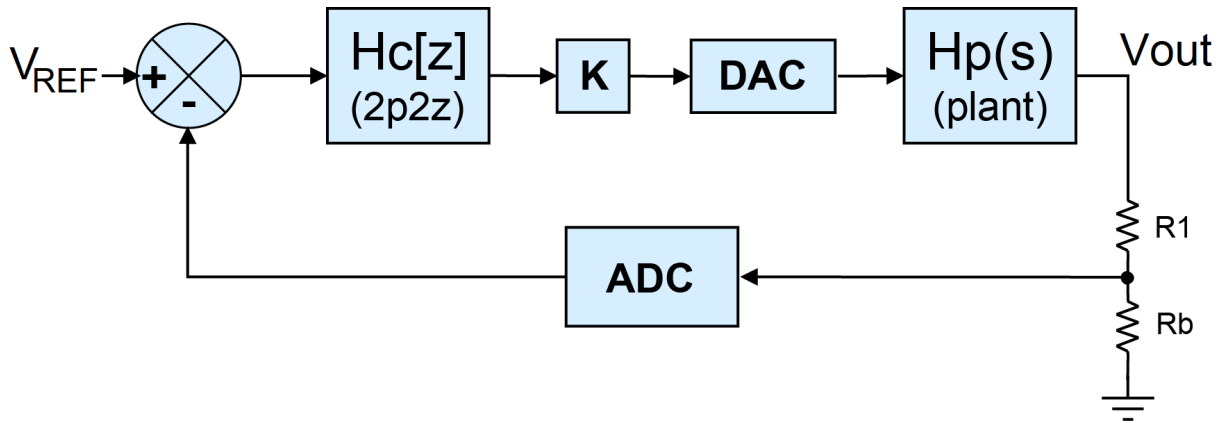 VREF
+
-
Hc[z]
(2p2z)
K
DAC
Hp(s)
(plant)
Vout
R1
ADC
Rb